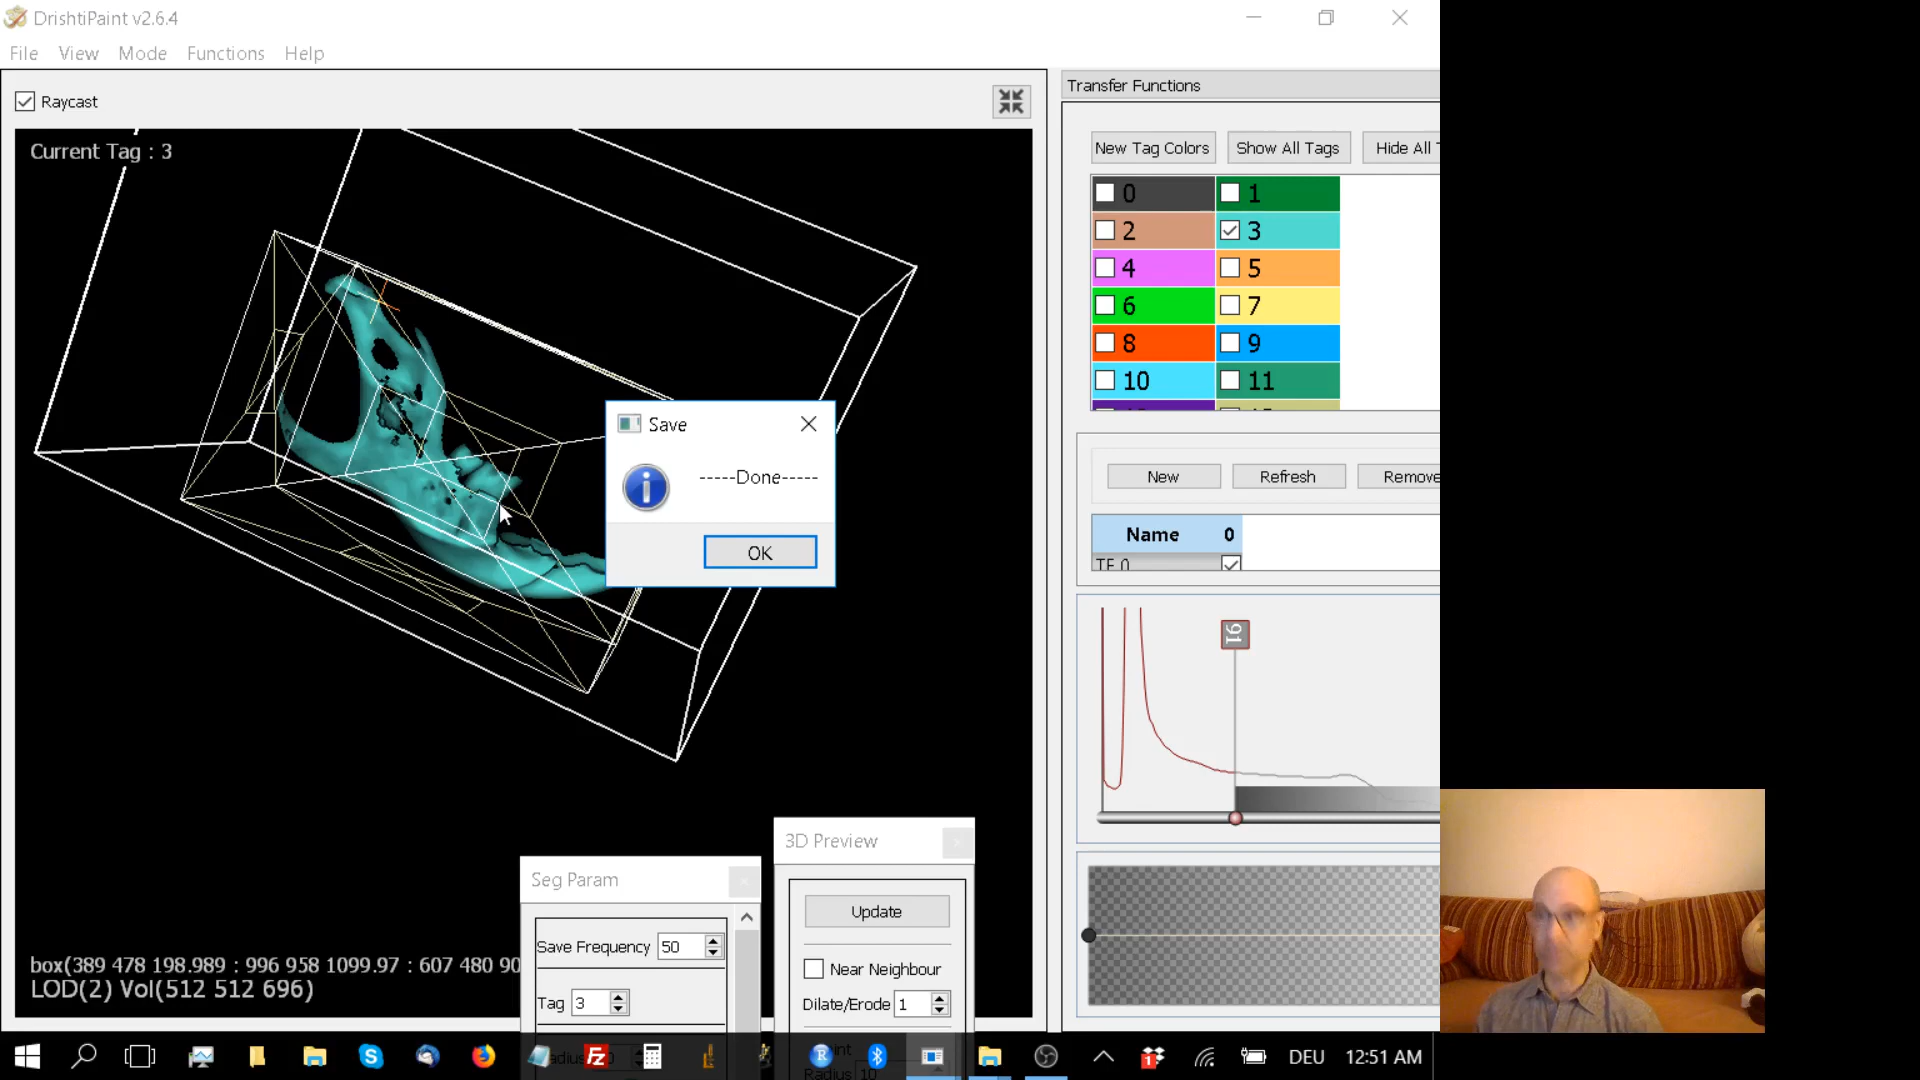 DrishtiPaint v2.6.4
File View Mode Functions Help
Raycast
Transfer Functions
Current Tag : 3
New Tag Colors Show All Tags Hide All
0 1
2 3
4 5
6 7
8 9
10 11
Save
-----Done-----
OK
New Refresh Remove
Name 0
TF 0
91
3D Preview
Update
Near Neighbour
Dilate/Erode 1
Seg Param
Save Frequency 50
Tag 3
box(389 478 198.989 : 996 958 1099.97 : 607 480 90
LOD(2) Vol(512 512 696)
Radius 10
DEU 12:51 AM